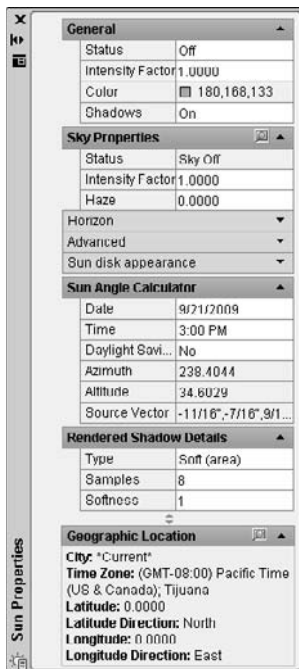 General
Status Off
Intensity Factor 1.0000
Color 180,168,133
Shadows On
Sky Properties
Status Sky Off
Intensity Factor 1.0000
Haze 0.0000
Horizon
Advanced
Sun disk appearance
Sun Angle Calculator
Date 9/21/2009
Time 3:00 PM
Daylight Savi... No
Azimuth 238.4044
Altitude 34.6029
Source Vector -11/16",-7/16",9/1...
Rendered Shadow Details
Type Soft (area)
Samples 8
Softness 1
Geographic Location
City: *Current*
Time Zone: (GMT-08:00) Pacific Time
(US & Canada); Tijuana
Latitude: 0.0000
Latitude Direction: North
Longitude: 0.0000
Longitude Direction: East
Sun Properties